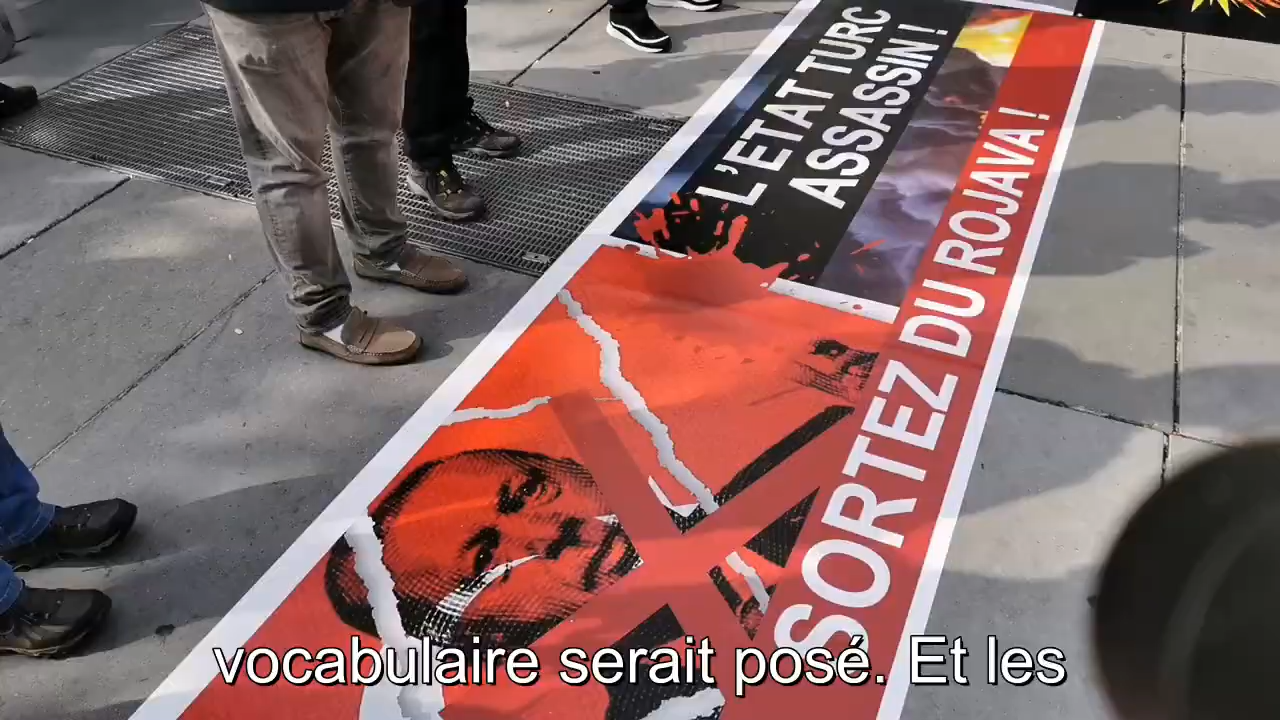 L'ETAT TURC
ASSASSIN !
SORTEZ DU ROJAVA !
vocabulaire serait posé. Et les